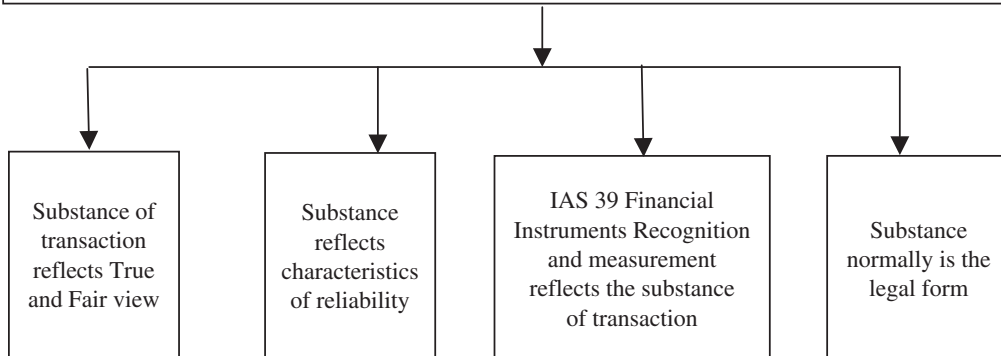 Substance of
transaction
reflects True
and Fair view
Substance
reflects
characteristics
of reliability
IAS 39 Financial
Instruments Recognition
and measurement
reflects the substance
of transaction
Substance
normally is the
legal form